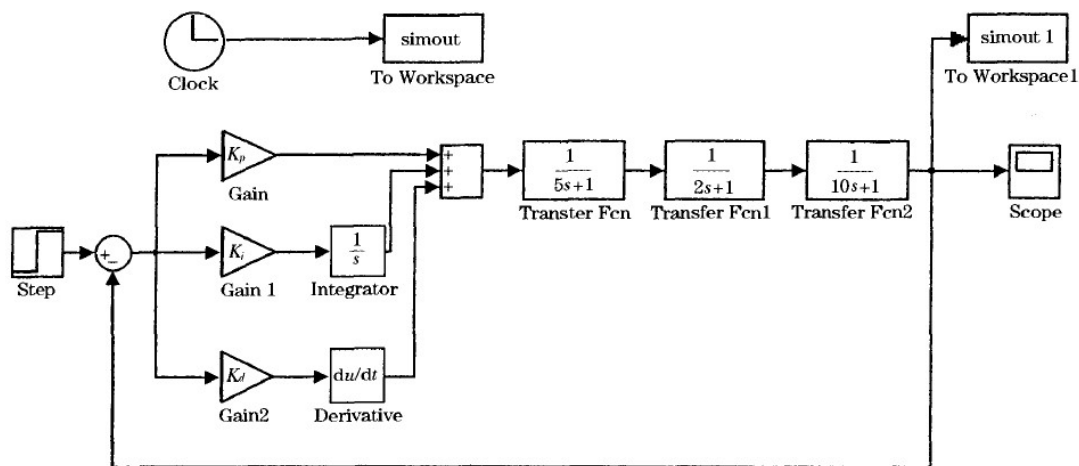 simout
Clock
To Workspace
simout 1
To Workspace1
K_p
Gain
+
+
+
1
5s+1
Transter Fcn
1
2s+1
Transfer Fcn1
1
10s+1
Transfer Fcn2
Scope
Step
+
−
K_i
Gain 1
1
s
Integrator
K_d
Gain2
du/dt
Derivative